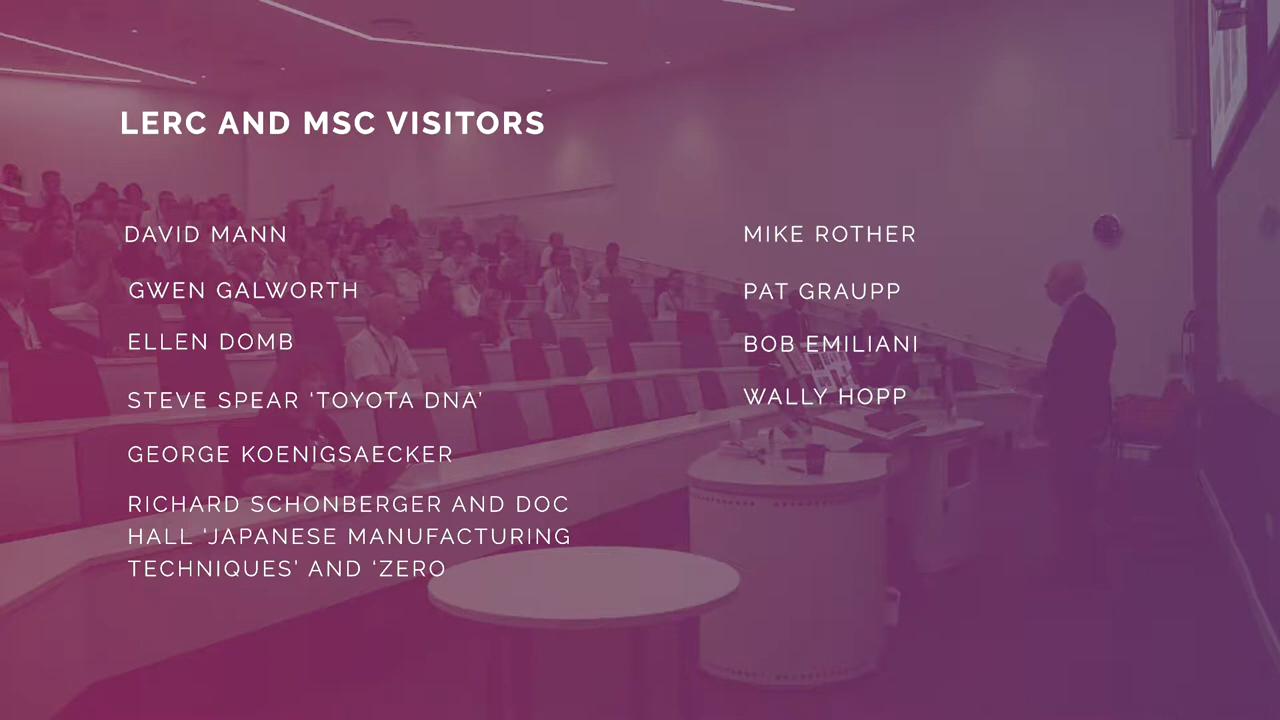 LERC AND MSC VISITORS
DAVID MANN
GWEN GALWORTH
ELLEN DOMB
STEVE SPEAR ‘TOYOTA DNA’
GEORGE KOENIGSAECKER
RICHARD SCHONBERGER AND DOC
HALL ‘JAPANESE MANUFACTURING
TECHNIQUES’ AND ‘ZERO
MIKE ROTHER
PAT GRAUPP
BOB EMILIANI
WALLY HOPP